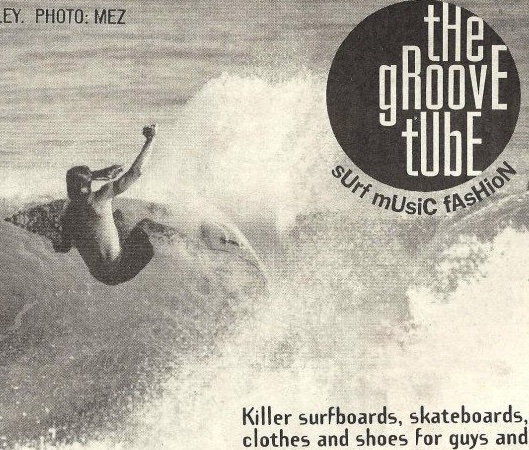 LEY. PHOTO: MEZ
tHe
gRoovE
tUbE
sUrf mUsiC fAsHioN
Killer surfboards, skateboards,
clothes and shoes for guys and